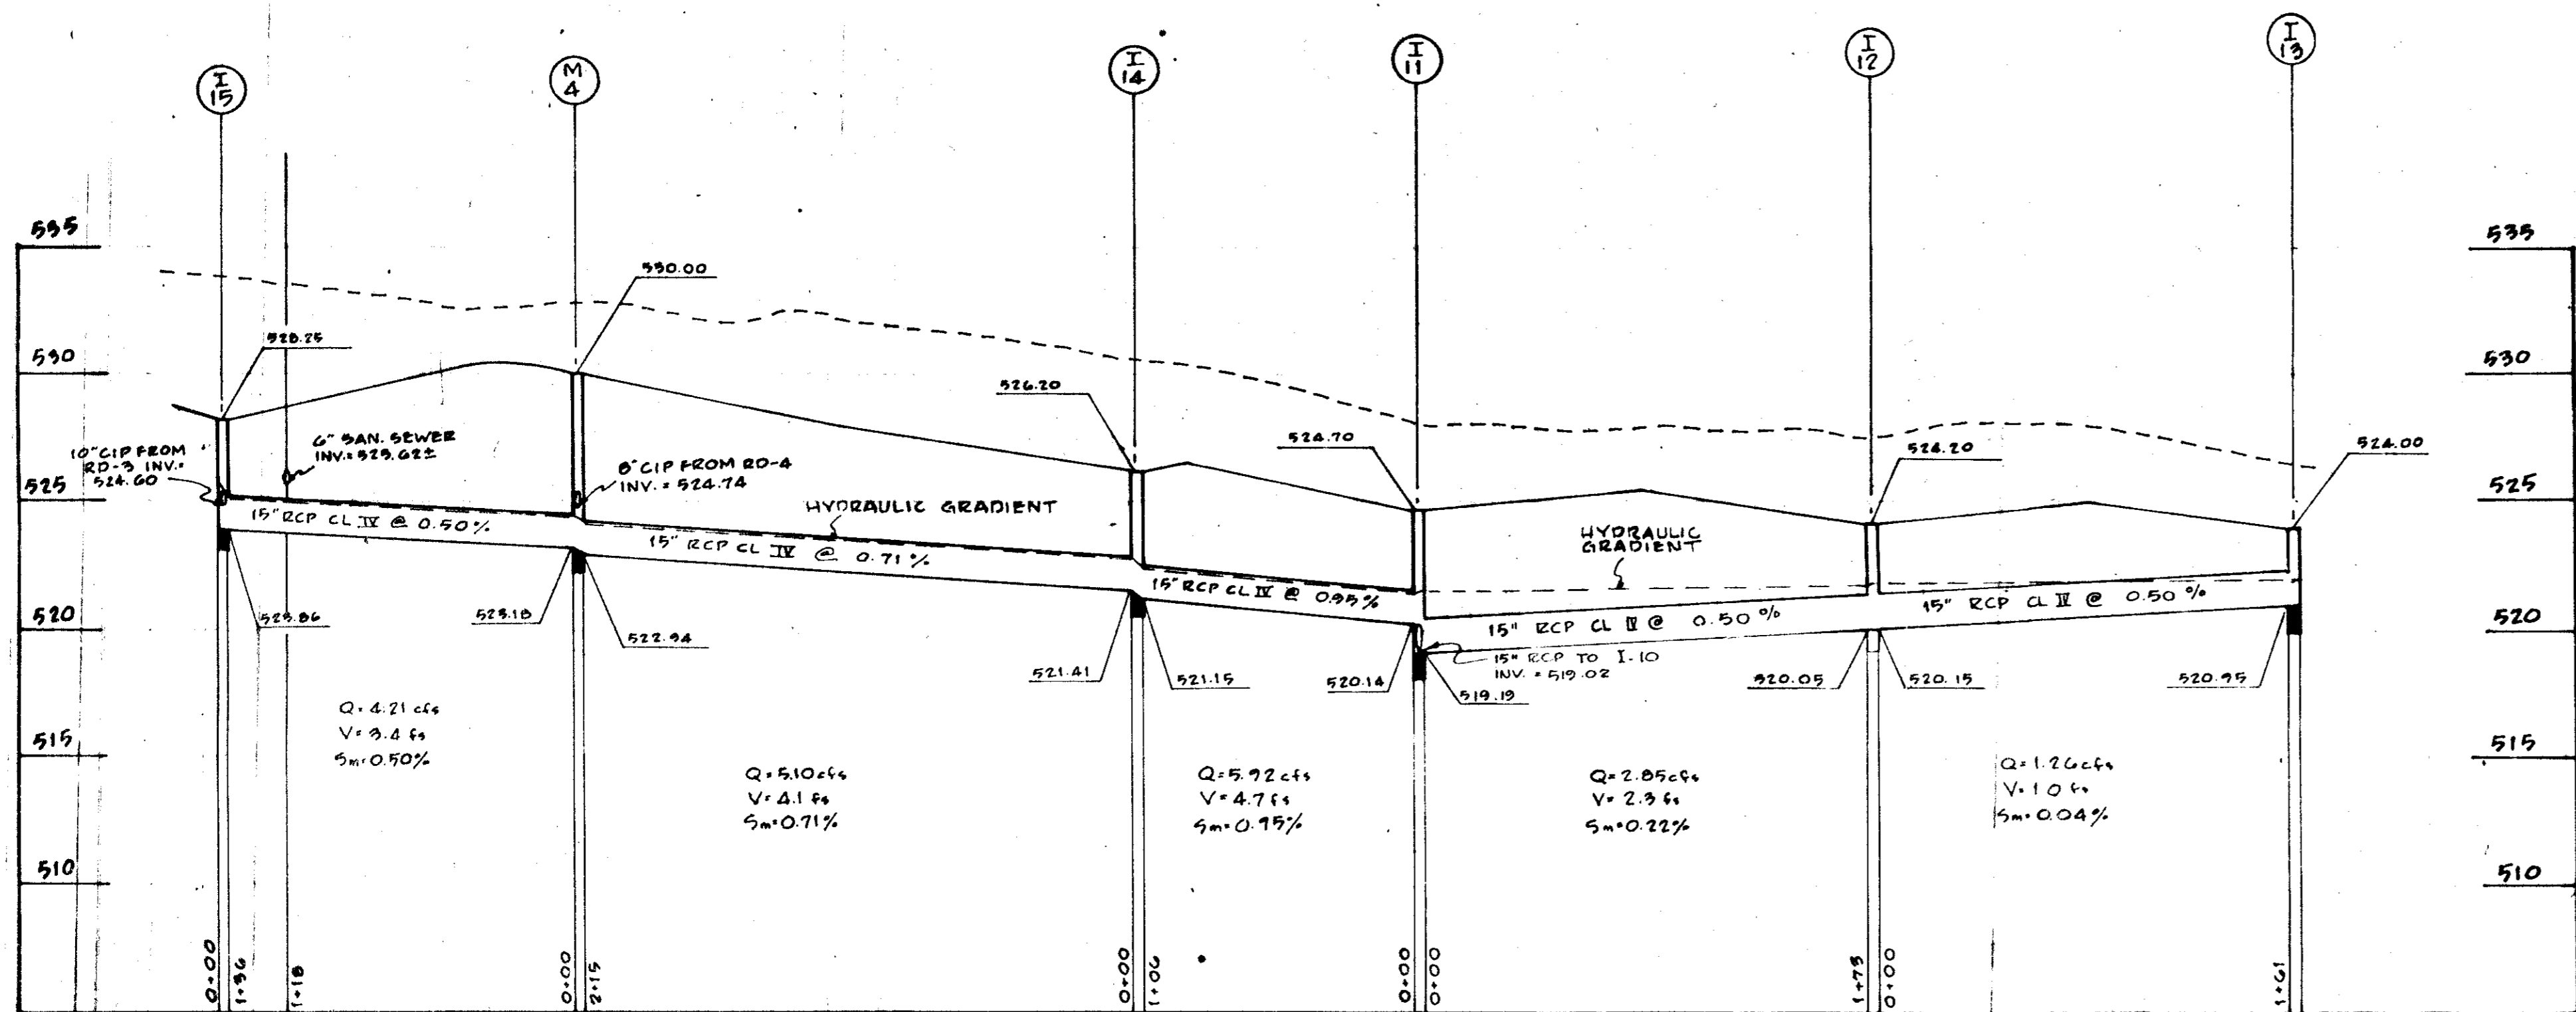 I
15
M
4
I
14
I
11
I
12
I
13
535
535
530.00
528.25
530
530
526.20
524.70
524.20
524.00
10" CIP FROM
RD-3 INV.=
524.60
6" SAN. SEWER
INV.= 525.62±
8" CIP FROM RD-4
INV. = 524.74
525
525
HYDRAULIC GRADIENT
HYDRAULIC
GRADIENT
15" RCP CL IV @ 0.50%
15" RCP CL IV @ 0.71%
15" RCP CL IV @ 0.95%
15" RCP CL IV @ 0.50%
15" RCP CL IV @ 0.50%
15" RCP TO I-10
INV. = 519.02
520
520
523.86
523.18
522.94
521.41
521.15
520.14
519.19
520.05
520.15
520.95
Q= 4.21 cfs
V= 3.4 fs
Sm=0.50%
515
515
Q=5.10 cfs
V= 4.1 fs
Sm=0.71%
Q=5.92 cfs
V= 4.7 fs
Sm=0.95%
Q=2.85 cfs
V= 2.3 fs
Sm=0.22%
Q=1.26 cfs
V=1.0 fs
Sm=0.04%
510
510
0+00
1+36
1+18
0+00
2+15
0+00
1+06
0+00
0+00
1+73
0+00
1+61